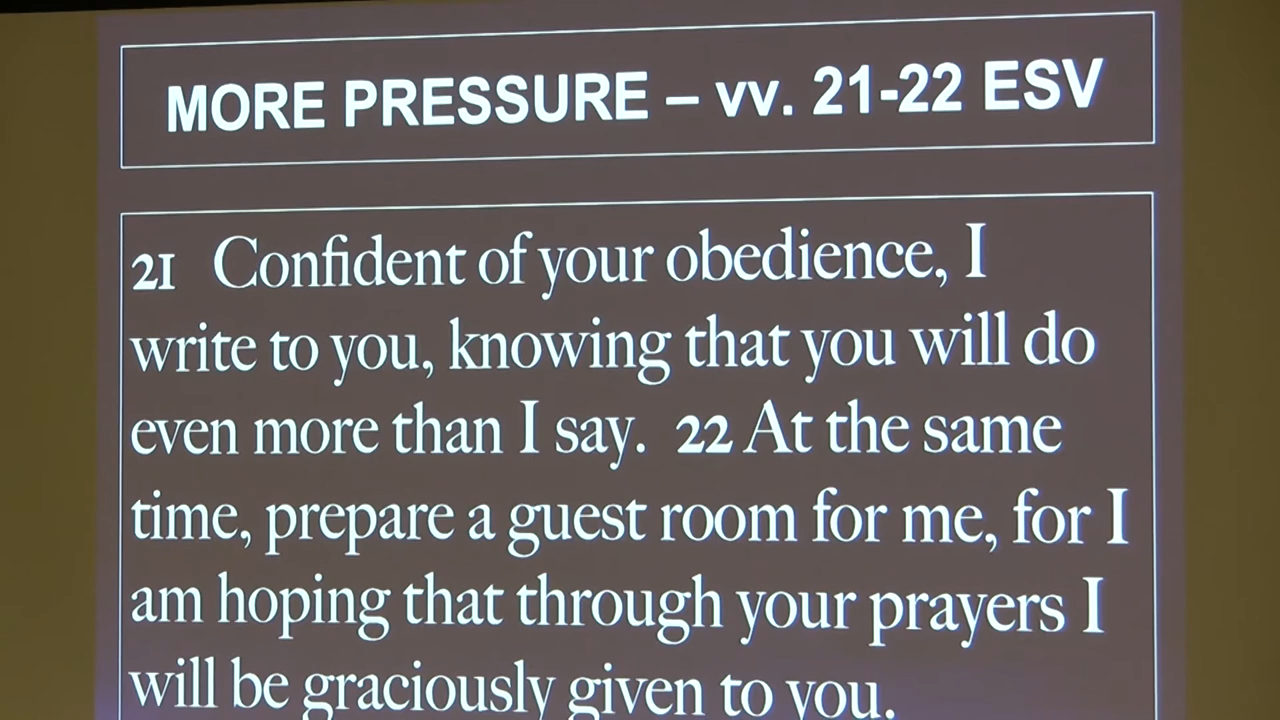 MORE PRESSURE – vv. 21-22 ESV
21 Confident of your obedience, I
write to you, knowing that you will do
even more than I say. 22 At the same
time, prepare a guest room for me, for I
am hoping that through your prayers I
will be graciously given to you.